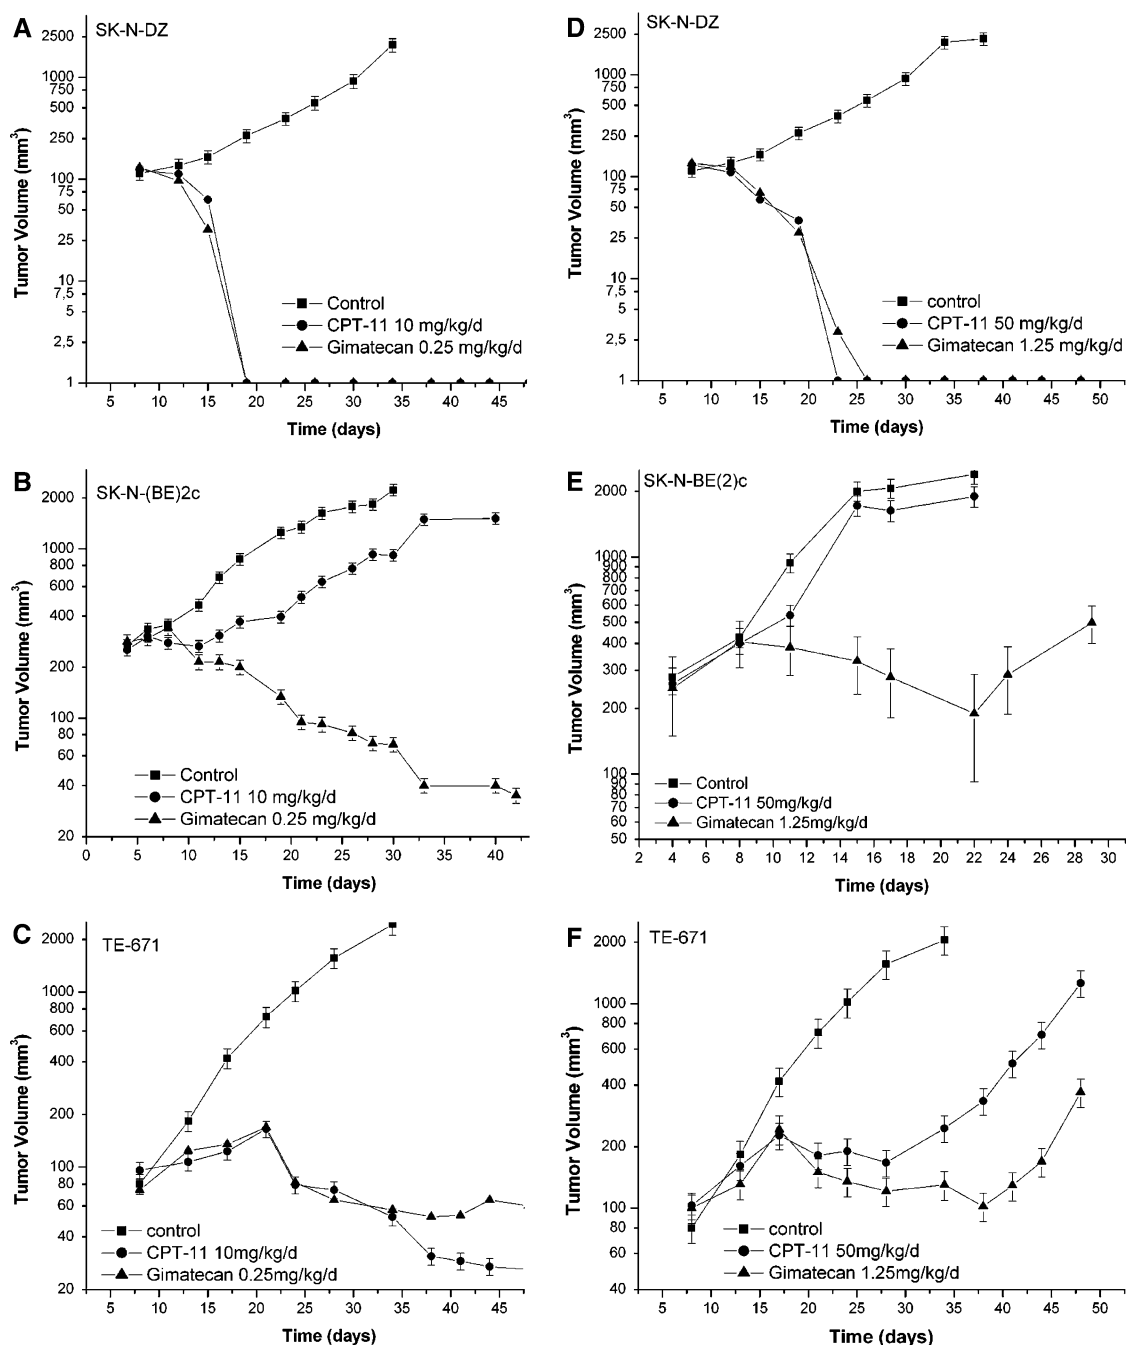 A
SK-N-DZ
2500
1000
750
500
250
100
75
50
25
10
7,5
5
2.5
1
Tumor Volume (mm³)
Control
CPT-11 10 mg/kg/d
Gimatecan 0.25 mg/kg/d
5 10 15 20 25 30 35 40 45
Time (days)
D
SK-N-DZ
2500
1000
750
500
250
100
75
50
25
10
7,5
5
2,5
1
Tumor Volume (mm³)
control
CPT-11 50 mg/kg/d
Gimatecan 1.25 mg/kg/d
5 10 15 20 25 30 35 40 45 50
Time (days)
B
SK-N-(BE)2c
2000
1000
800
600
400
200
100
80
60
40
20
Tumor Volume (mm³)
Control
CPT-11 10 mg/kg/d
Gimatecan 0.25 mg/kg/d
0 5 10 15 20 25 30 35 40
Time (days)
E
SK-N-BE(2)c
2000
1000
900
800
700
600
500
400
300
200
100
90
80
70
60
50
Tumor Volume (mm³)
Control
CPT-11 50mg/kg/d
Gimatecan 1.25mg/kg/d
2 4 6 8 10 12 14 16 18 20 22 24 26 28 30
Time (days)
C
TE-671
2000
1000
800
600
400
200
100
80
60
40
20
Tumor Volume (mm³)
control
CPT-11 10mg/kg/d
Gimatecan 0.25mg/kg/d
5 10 15 20 25 30 35 40 45
Time (days)
F
TE-671
2000
1000
800
600
400
200
100
80
60
40
Tumor Volume (mm³)
control
CPT-11 50mg/kg/d
Gimatecan 1.25mg/kg/d
5 10 15 20 25 30 35 40 45 50
Time (days)